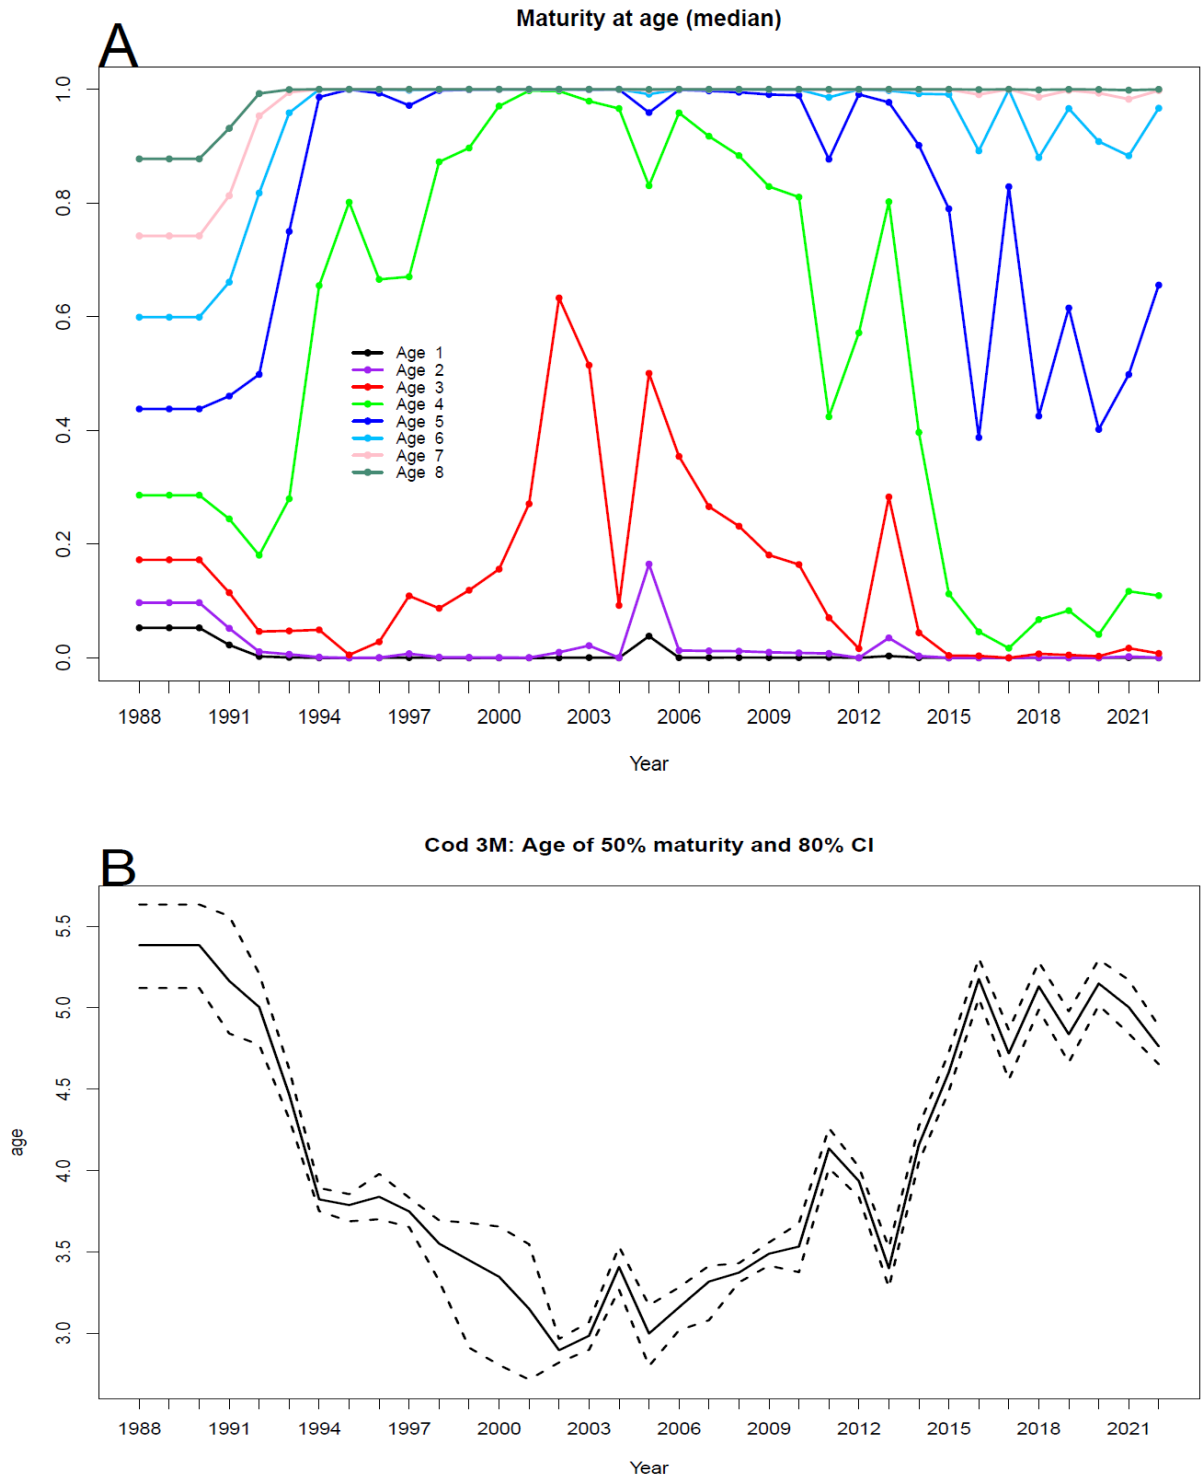 Maturity at age (median)
A
1.0
0.8
0.6
0.4
0.2
0.0
Age 1
Age 2
Age 3
Age 4
Age 5
Age 6
Age 7
Age 8
1988 1991 1994 1997 2000 2003 2006 2009 2012 2015 2018 2021
Year
Cod 3M: Age of 50% maturity and 80% CI
B
5.5
5.0
4.5
4.0
3.5
3.0
age
1988 1991 1994 1997 2000 2003 2006 2009 2012 2015 2018 2021
Year